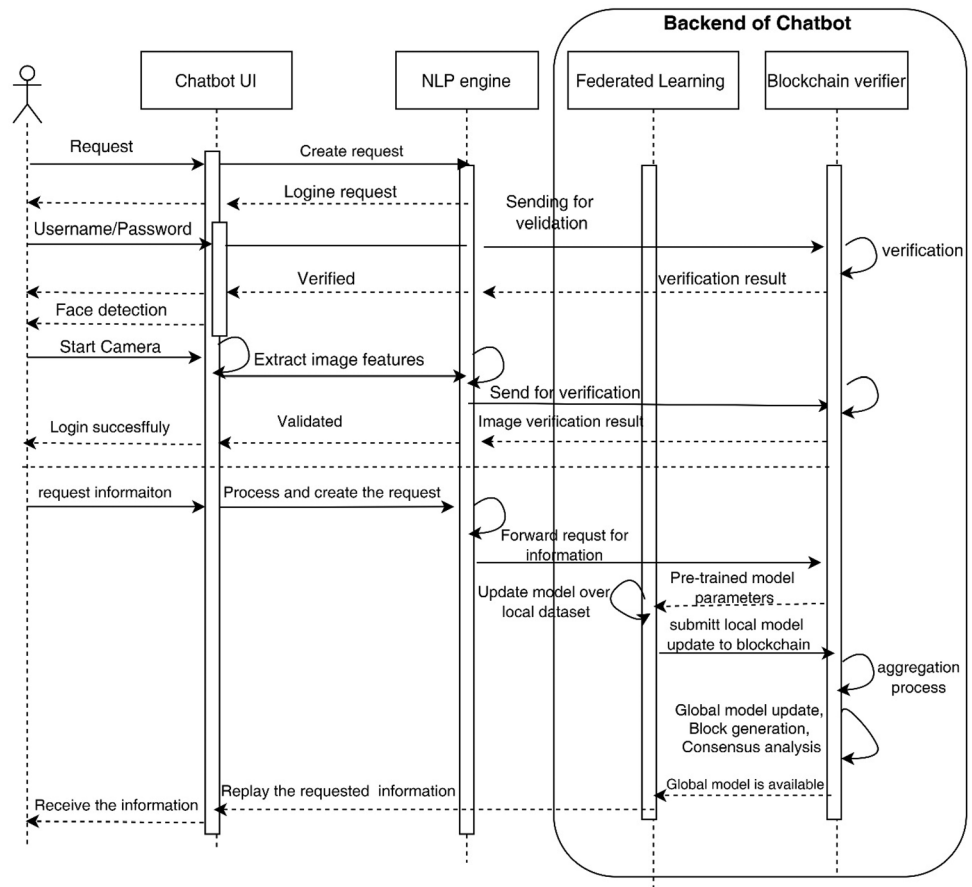 Backend of Chatbot
Chatbot UI
NLP engine
Federated Learning
Blockchain verifier
Request
Create request
Logine request
Sending for
velidation
Username/Password
verification
Verified
verification result
Face detection
Start Camera
Extract image features
Send for verification
Login succesffuly
Validated
Image verification result
request informaiton
Process and create the request
Forward requst for
information
Pre-trained model
parameters
Update model over
local dataset
submitt local model
update to blockchain
aggregation
process
Global model update,
Block generation,
Consensus analysis
Global model is available
Replay the requested information
Receive the information